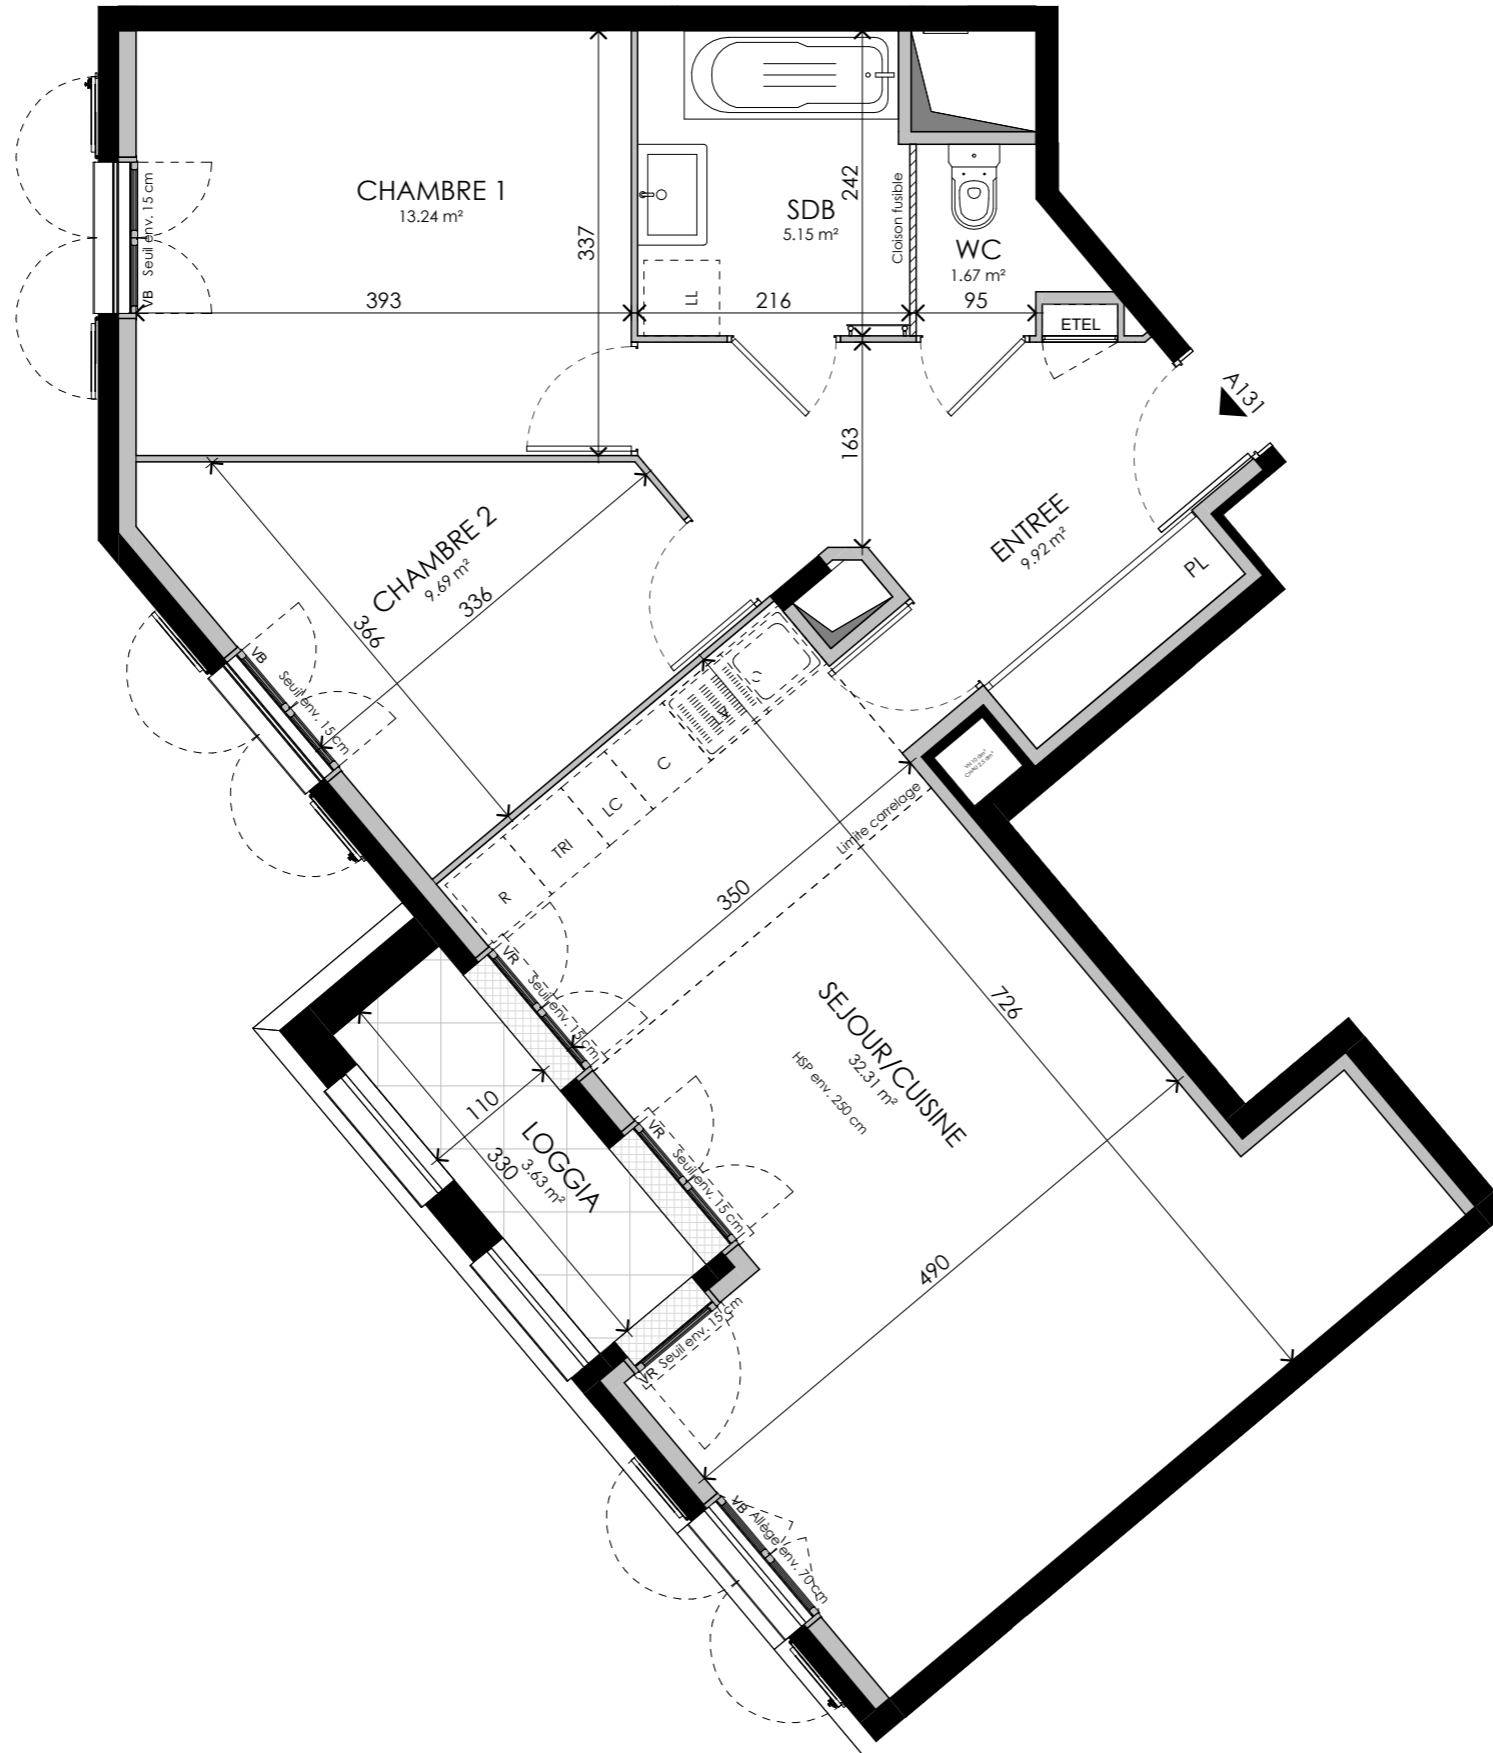 CHAMBRE 1
13.24 m²
337
393
VB Seuil env. 15 cm
SDB
5.15 m²
242
216
LL
Cloison fusible
WC
1.67 m²
95
ETEL
A131
163
ENTREE
9.92 m²
PL
CHAMBRE 2
9.69 m²
336
366
VB
Seuil env. 15 cm
C
LC
TRI
R
350
Limite carrelage
VR
Seuil env. 15 cm
726
SEJOUR/CUISINE
32.31 m²
HSP env. 250 cm
110
LOGGIA
3.63 m²
330
VR
Seuil env. 15 cm
490
VR Seuil env. 15 cm
VB Allège env. 70 cm